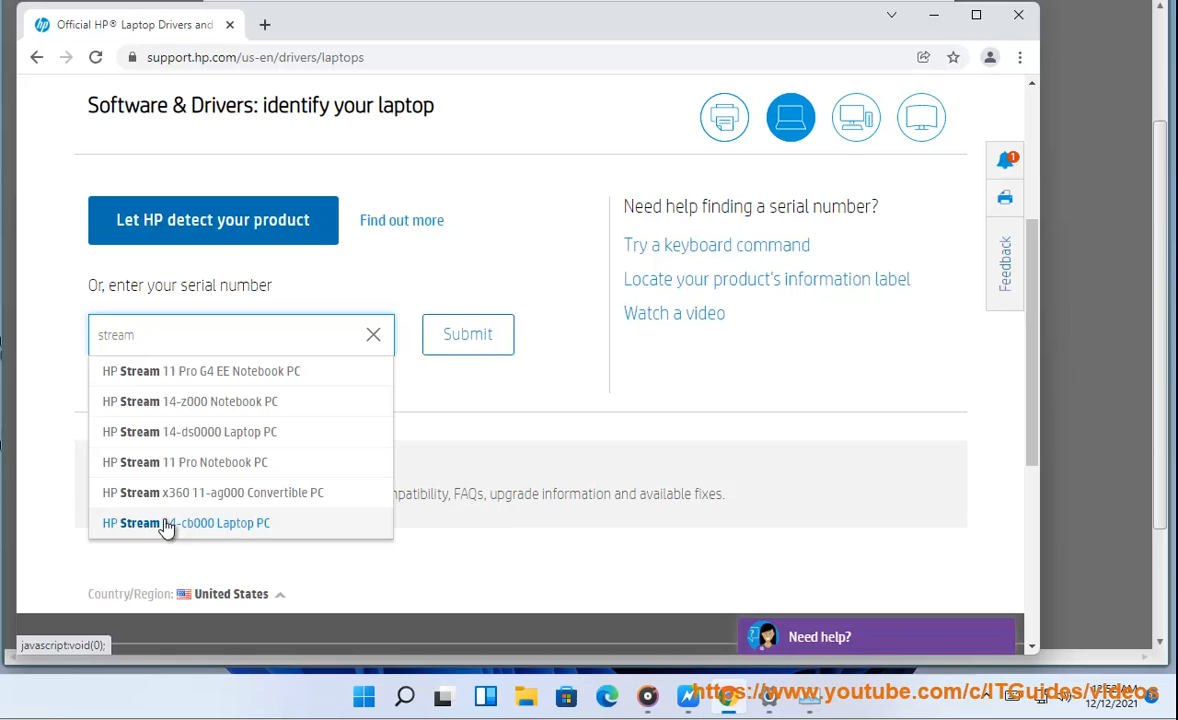 Official HP® Laptop Drivers and
support.hp.com/us-en/drivers/laptops
Software & Drivers: identify your laptop
Let HP detect your product
Find out more
Or, enter your serial number
stream
Submit
HP Stream 11 Pro G4 EE Notebook PC
HP Stream 14-z000 Notebook PC
HP Stream 14-ds0000 Laptop PC
HP Stream 11 Pro Notebook PC
HP Stream x360 11-ag000 Convertible PC
HP Stream 14-cb000 Laptop PC
Need help finding a serial number?
Try a keyboard command
Locate your product's information label
Watch a video
1
Feedback
FAQs, upgrade information and available fixes.
Country/Region: United States
javascript:void(0);
Need help?
https://www.youtube.com/c/ITGuides/videos
12/12/2021